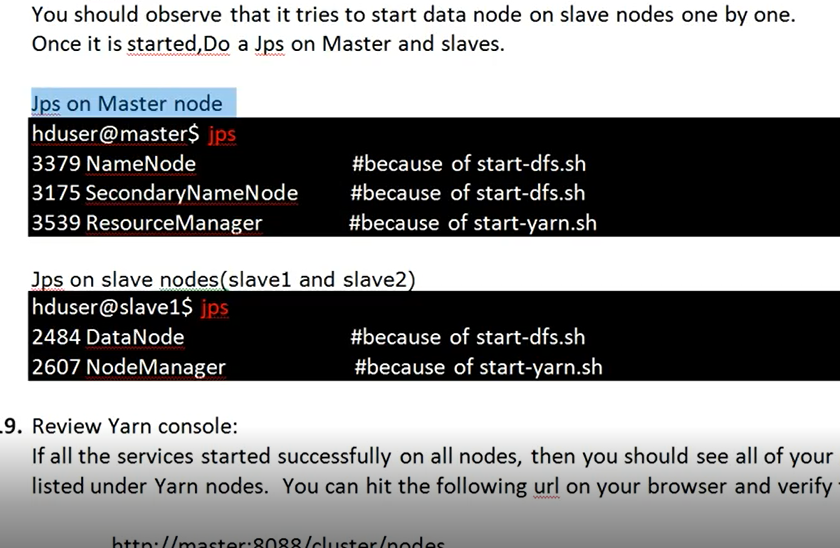 You should observe that it tries to start data node on slave nodes one by one.
Once it is started,Do a Jps on Master and slaves.
Jps on Master node
hduser@master$ jps
3379 NameNode #because of start-dfs.sh
3175 SecondaryNameNode #because of start-dfs.sh
3539 ResourceManager #because of start-yarn.sh
Jps on slave nodes(slave1 and slave2)
hduser@slave1$ jps
2484 DataNode #because of start-dfs.sh
2607 NodeManager #because of start-yarn.sh
9. Review Yarn console:
If all the services started successfully on all nodes, then you should see all of your
listed under Yarn nodes. You can hit the following url on your browser and verify
http://master:8088/cluster/nodes